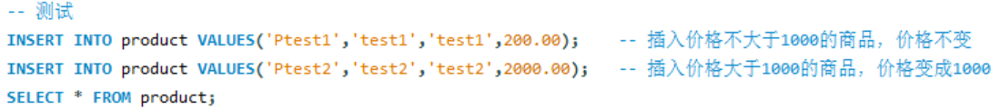 -- 测试
INSERT INTO product VALUES('Ptest1','test1','test1',200.00);    -- 插入价格不大于1000的商品，价格不变
INSERT INTO product VALUES('Ptest2','test2','test2',2000.00);   -- 插入价格大于1000的商品，价格变成1000
SELECT * FROM product;